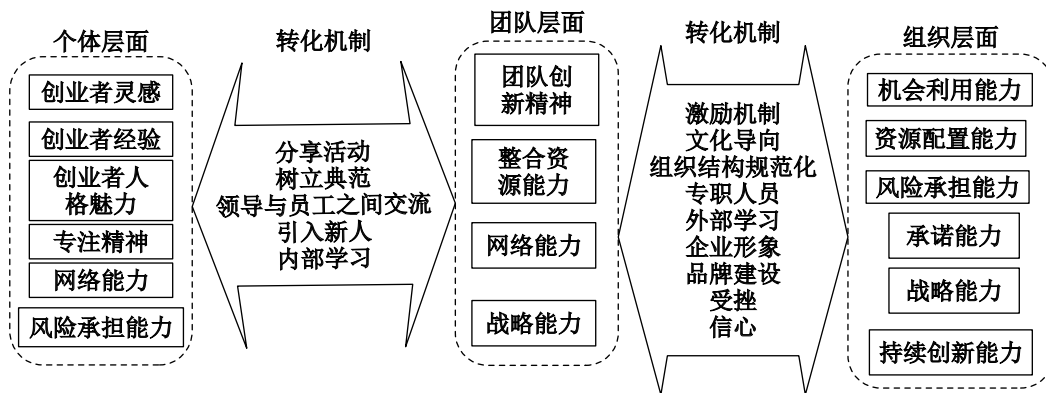 个体层面
创业者灵感
创业者经验
创业者人
格魅力
专注精神
网络能力
风险承担能力
转化机制
分享活动
树立典范
领导与员工之间交流
引入新人
内部学习
团队层面
团队创
新精神
整合资
源能力
网络能力
战略能力
转化机制
激励机制
文化导向
组织结构规范化
专职人员
外部学习
企业形象
品牌建设
受挫
信心
组织层面
机会利用能力
资源配置能力
风险承担能力
承诺能力
战略能力
持续创新能力